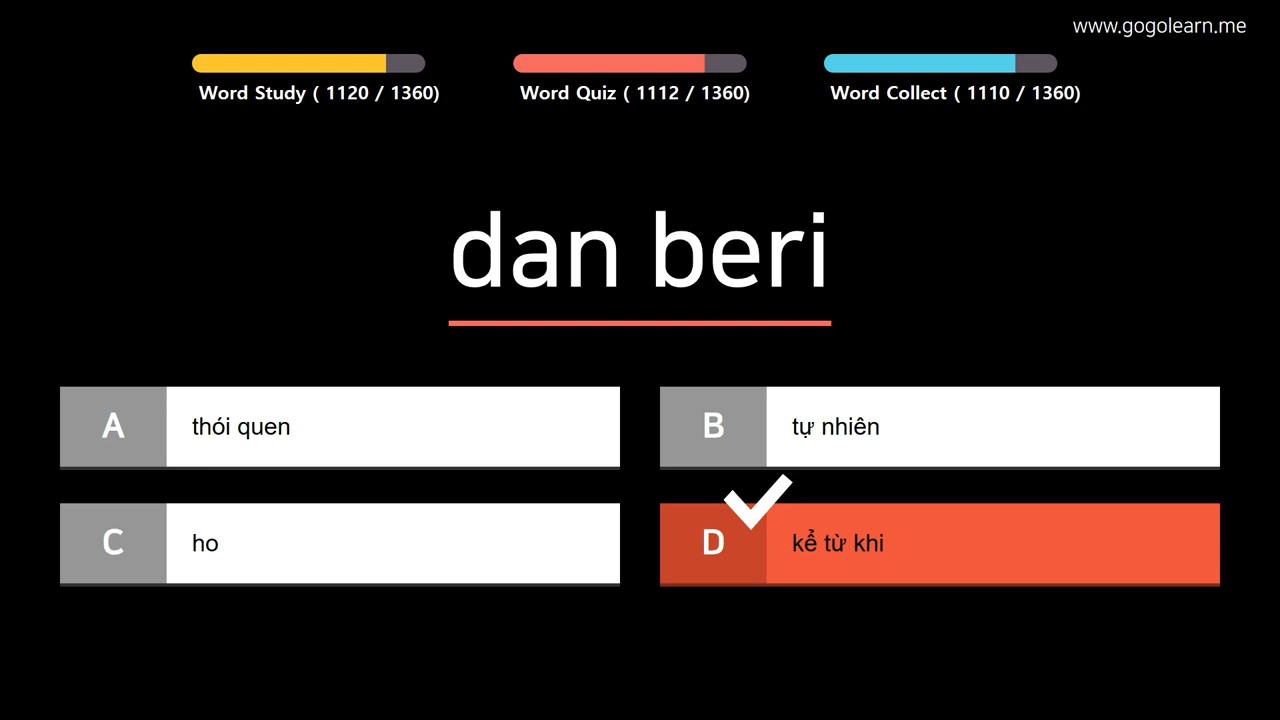 www.gogolearn.me
Word Study ( 1120 / 1360)
Word Quiz ( 1112 / 1360)
Word Collect ( 1110 / 1360)
dan beri
A
thói quen
B
tự nhiên
C
ho
D
kể từ khi